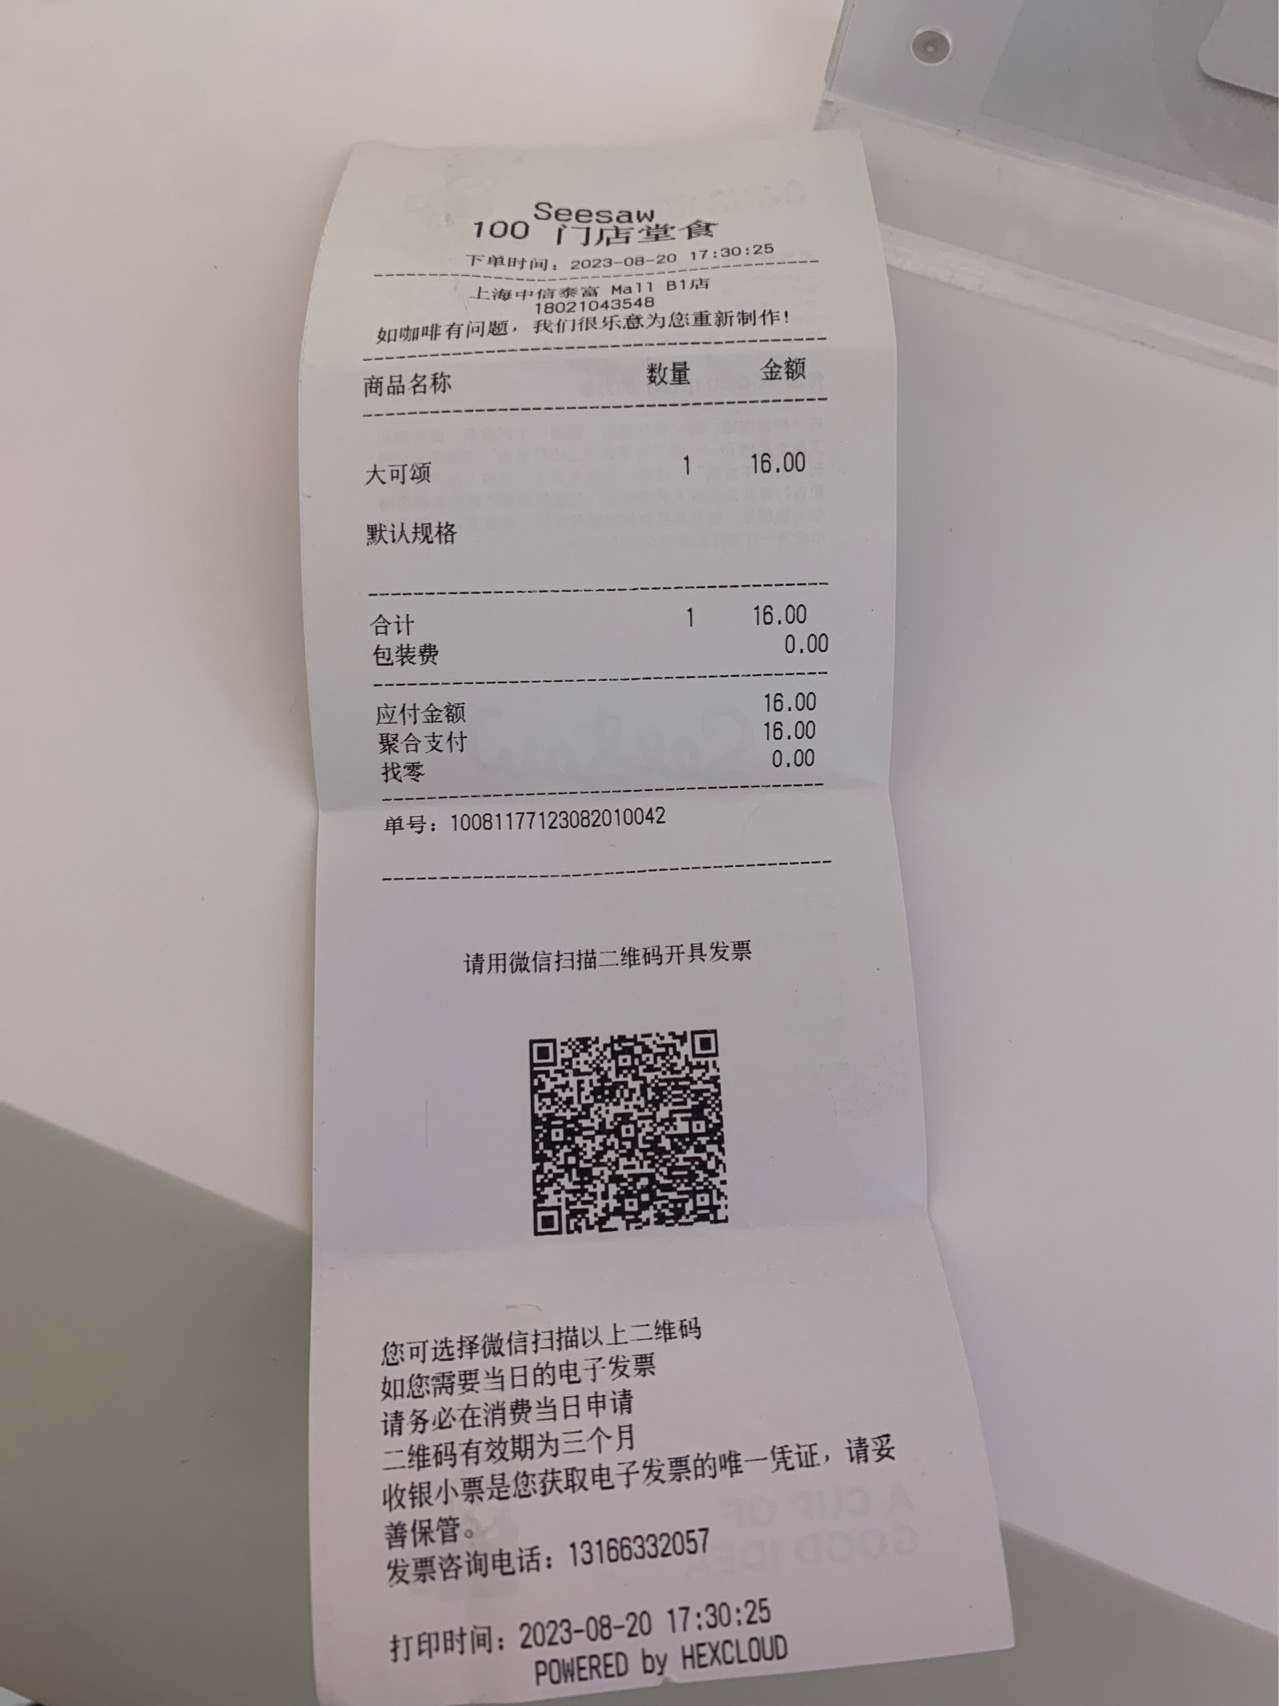 Seesaw
100 门店堂食
下单时间：2023-08-20 17:30:25
上海中信泰富 Mall B1店
18021043548
如咖啡有问题，我们很乐意为您重新制作！
商品名称 数量 金额
大可颂 1 16.00
默认规格
合计 1 16.00
包装费 0.00
应付金额 16.00
聚合支付 16.00
找零 0.00
单号：10081177123082010042
请用微信扫描二维码开具发票
您可选择微信扫描以上二维码
如您需要当日的电子发票
请务必在消费当日申请
二维码有效期为三个月
收银小票是您获取电子发票的唯一凭证，请妥
善保管。
发票咨询电话：13166332057
打印时间：2023-08-20 17:30:25
POWERED by HEXCLOUD